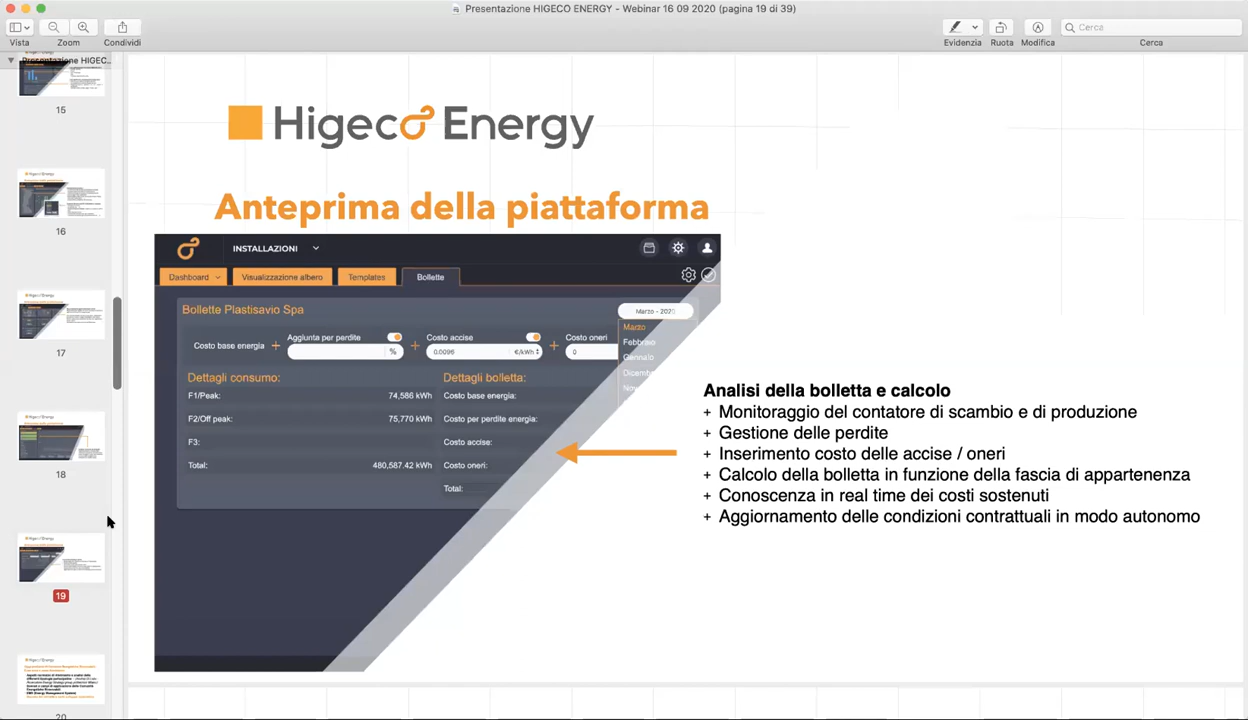 Presentazione HIGECO ENERGY - Webinar 16 09 2020 (pagina 19 di 39)
Vista
Zoom
Condividi
Evidenzia
Ruota
Modifica
Cerca
Cerca
Presentazione HIGEC...
15
16
17
18
19
20
Higeco Energy
Anteprima della piattaforma
INSTALLAZIONI
Dashboard
Visualizzazione albero
Templates
Bollette
Bollette Plastisavio Spa
Marzo - 2020
Marzo
Febbraio
Gennaio
Dicemb
Nov
Costo base energia
+
Aggiunta per perdite
%
+
Costo accise
0.0096
€/kWh
+
Costo oneri
0
Dettagli consumo:
F1/Peak: 74,586 kWh
F2/Off peak: 75,770 kWh
F3:
Total: 480,587.42 kWh
Dettagli bolletta:
Costo base energia:
Costo per perdite energia:
Costo accise:
Costo oneri:
Total:
Analisi della bolletta e calcolo
+ Monitoraggio del contatore di scambio e di produzione
+ Gestione delle perdite
+ Inserimento costo delle accise / oneri
+ Calcolo della bolletta in funzione della fascia di appartenenza
+ Conoscenza in real time dei costi sostenuti
+ Aggiornamento delle condizioni contrattuali in modo autonomo